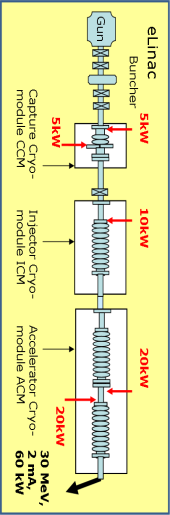 eLinac
Gun
Buncher
5kW
5kW
Capture Cryo-
module CCM
10kW
Injector Cryo-
module ICM
20kW
20kW
Accelerator Cryo-
module ACM
30 MeV,
2 mA,
60 kW